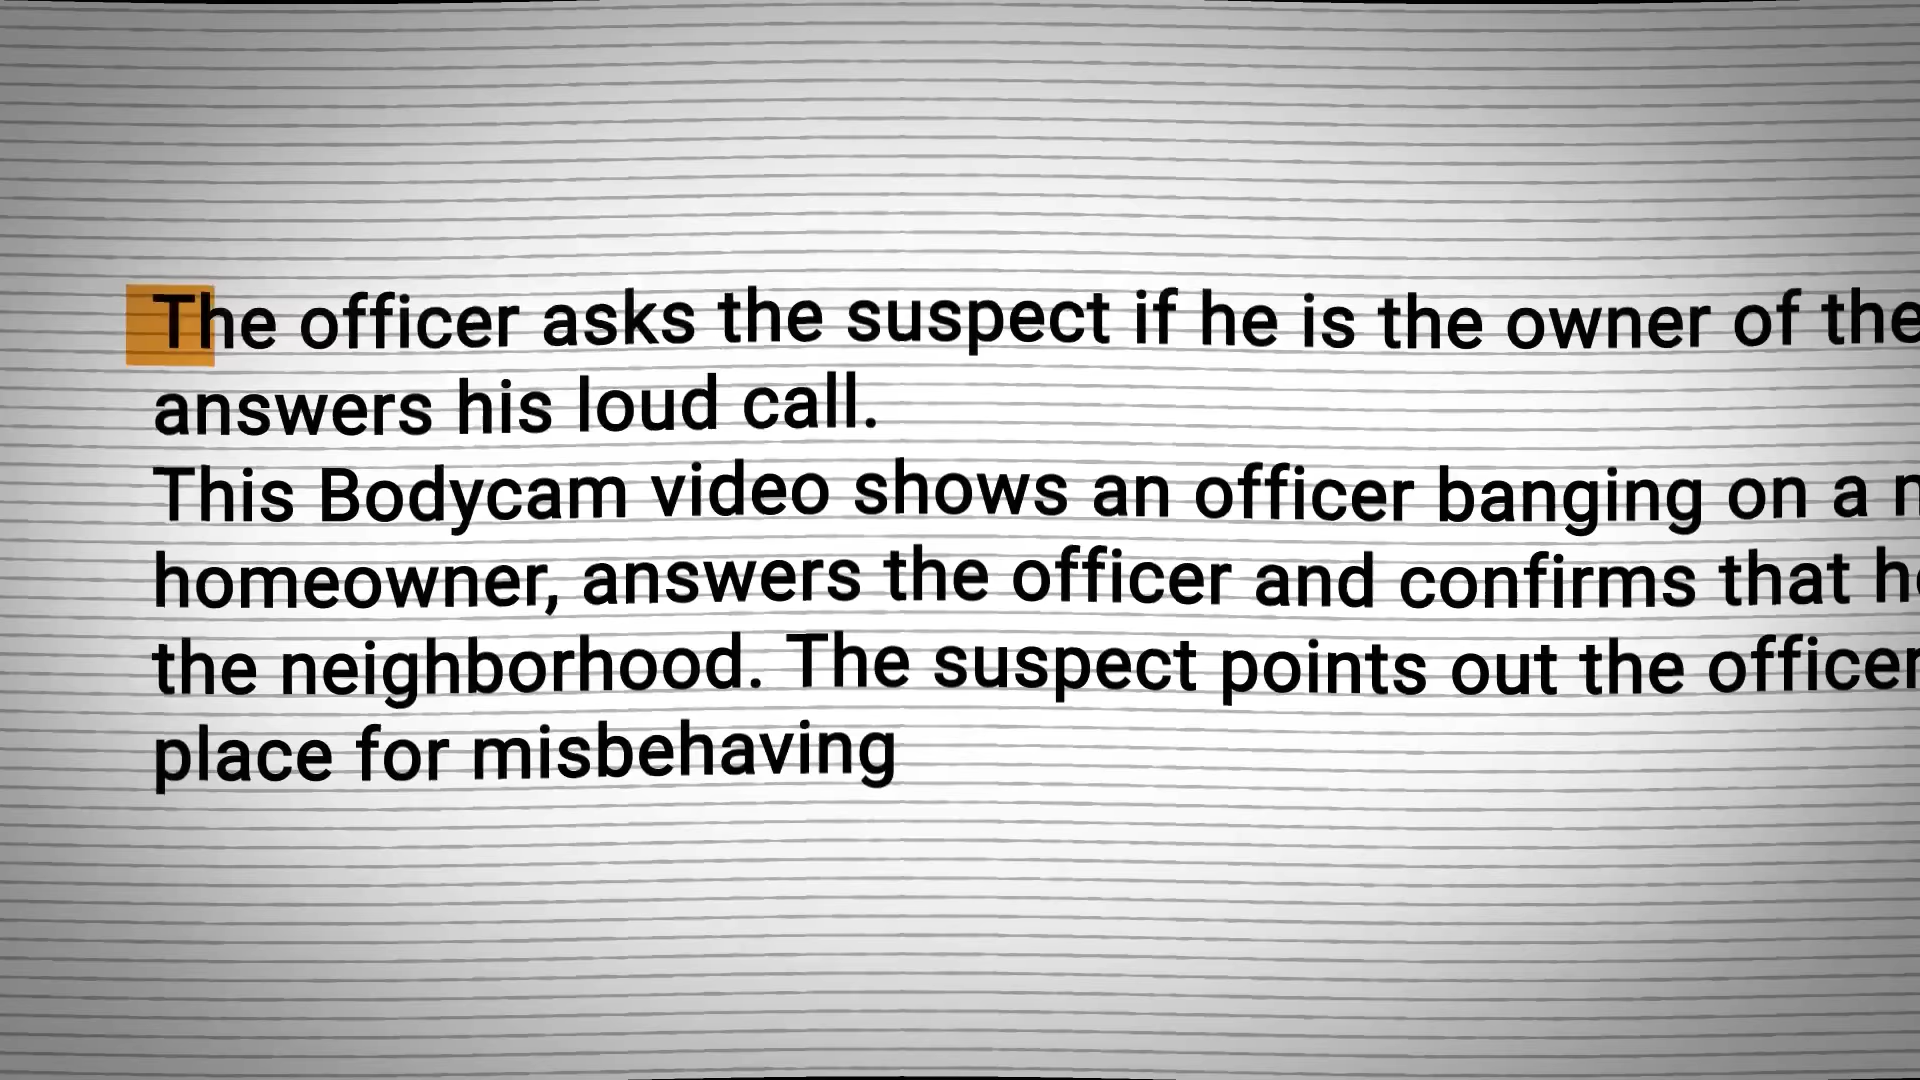 The officer asks the suspect if he is the owner of the
answers his loud call.
This Bodycam video shows an officer banging on a
homeowner, answers the officer and confirms that
the neighborhood. The suspect points out the officer
place for misbehaving